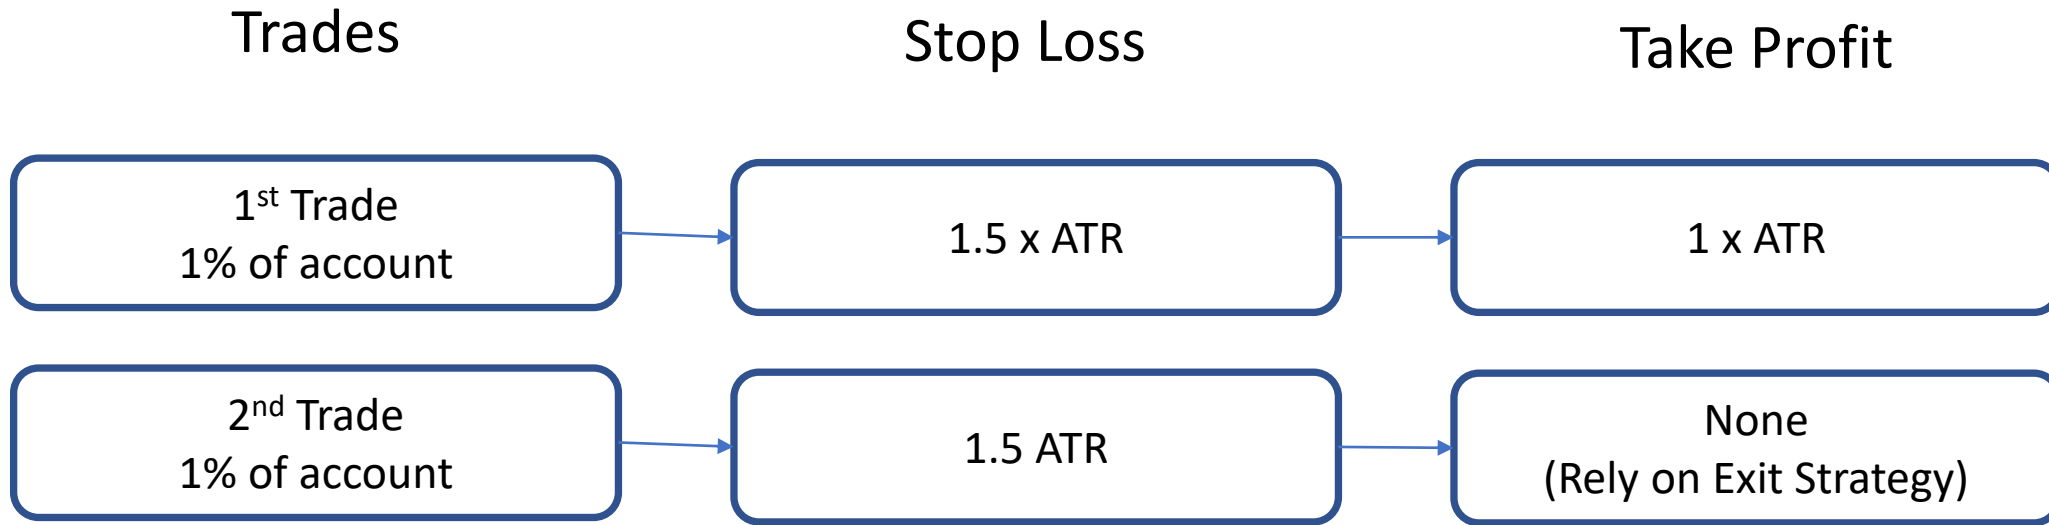 Trades
Stop Loss
Take Profit
1st Trade
1% of account
1.5 x ATR
1 x ATR
2nd Trade
1% of account
1.5 ATR
None
(Rely on Exit Strategy)